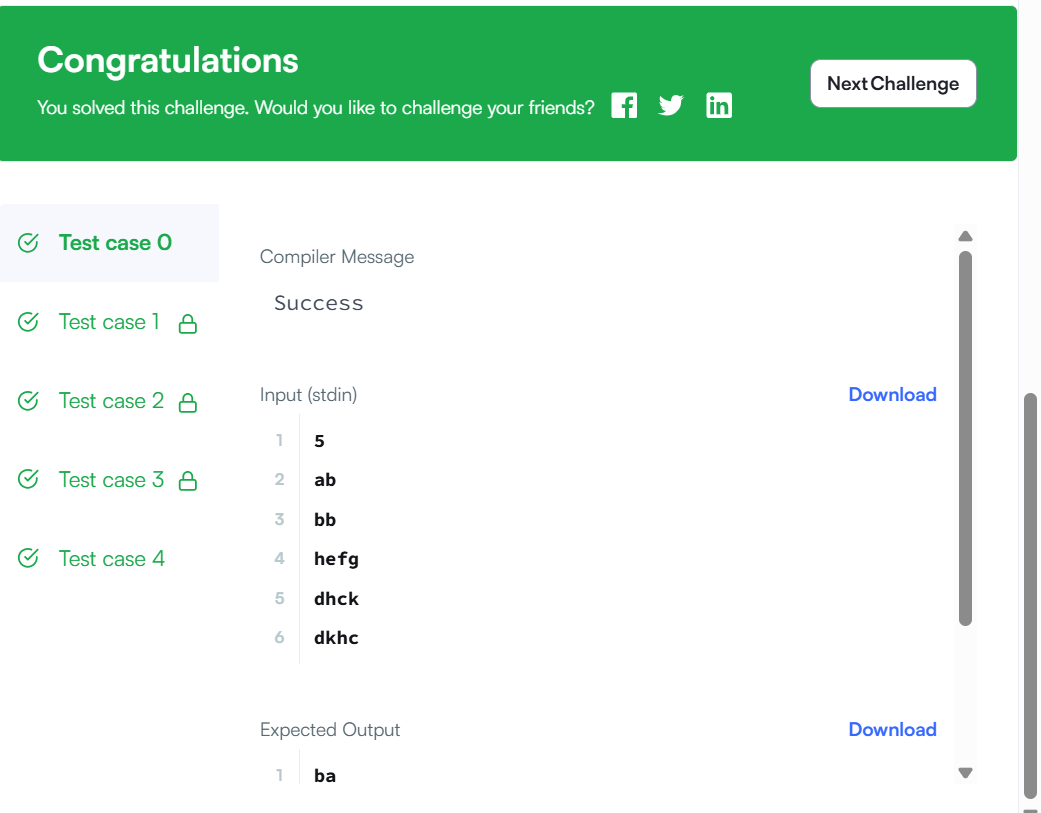 Congratulations
You solved this challenge. Would you like to challenge your friends?
Next Challenge
Test case 0
Test case 1
Test case 2
Test case 3
Test case 4
Compiler Message
Success
Input (stdin)
Download
1 5
2 ab
3 bb
4 hefg
5 dhck
6 dkhc
Expected Output
Download
1 ba